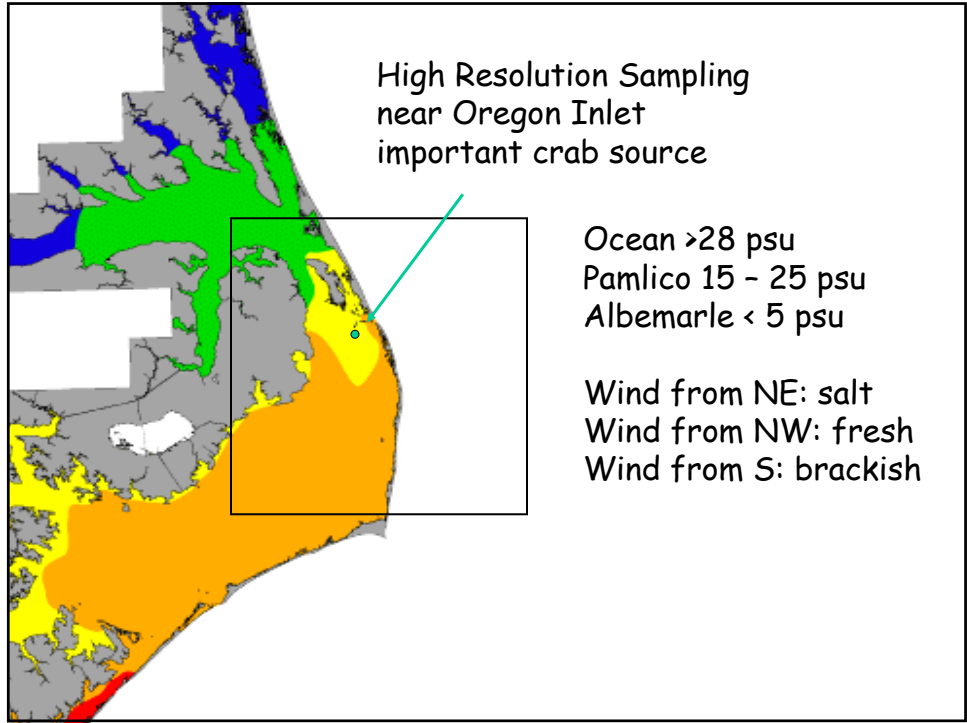 High Resolution Sampling
near Oregon Inlet
important crab source
Ocean >28 psu
Pamlico 15 – 25 psu
Albemarle < 5 psu
Wind from NE: salt
Wind from NW: fresh
Wind from S: brackish